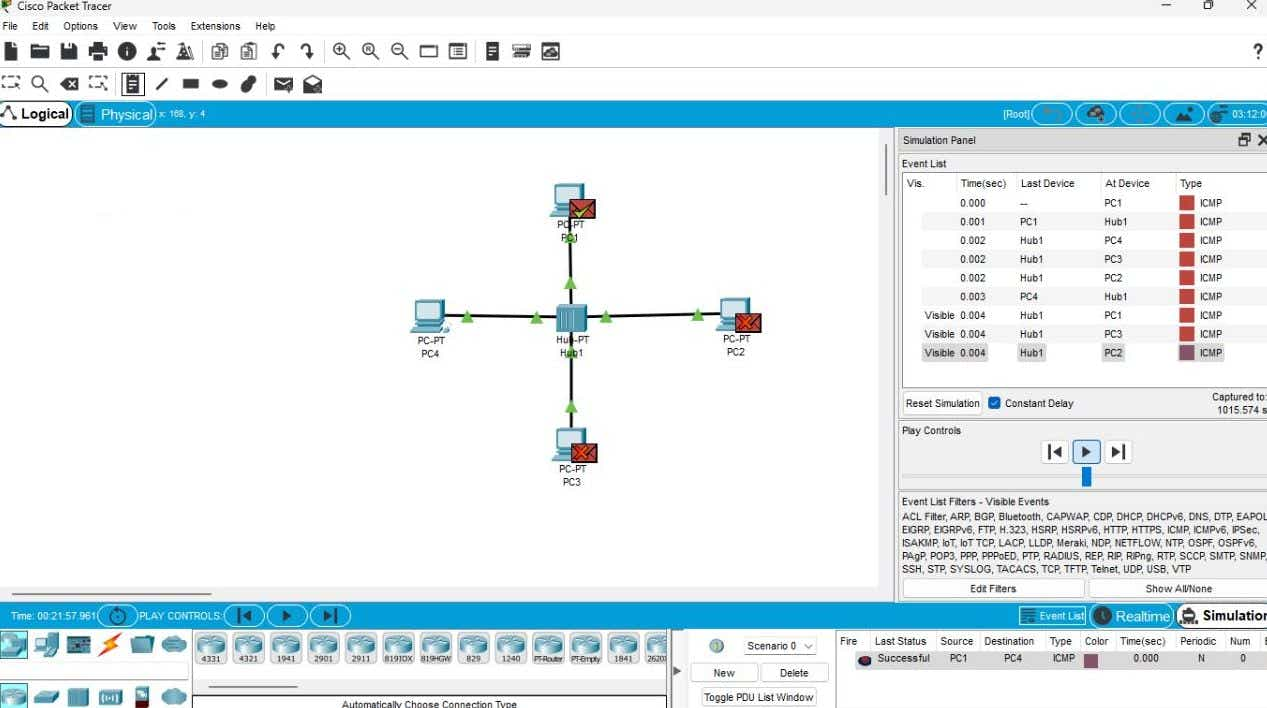 Cisco Packet Tracer
File Edit Options View Tools Extensions Help
Logical Physical x: 168, y: 4 [Root] 03:12:0
Simulation Panel
Event List
Vis. Time(sec) Last Device At Device Type
0.000 -- PC1 ICMP
0.001 PC1 Hub1 ICMP
0.002 Hub1 PC4 ICMP
0.002 Hub1 PC3 ICMP
0.002 Hub1 PC2 ICMP
0.003 PC4 Hub1 ICMP
Visible 0.004 Hub1 PC1 ICMP
Visible 0.004 Hub1 PC3 ICMP
Visible 0.004 Hub1 PC2 ICMP
Reset Simulation Constant Delay Captured to:
1015.574 s
Play Controls
Event List Filters - Visible Events
ACL Filter, ARP, BGP, Bluetooth, CAPWAP, CDP, DHCP, DHCPv6, DNS, DTP, EAPOL
EIGRP, EIGRPv6, FTP, H.323, HSRP, HSRPv6, HTTP, HTTPS, ICMP, ICMPv6, IPSec,
ISAKMP, IoT, IoT TCP, LACP, LLDP, Meraki, NDP, NETFLOW, NTP, OSPF, OSPFv6,
PAgP, POP3, PPP, PPPoED, PTP, RADIUS, REP, RIP, RIPng, RTP, SCCP, SMTP, SNMP,
SSH, STP, SYSLOG, TACACS, TCP, TFTP, Telnet, UDP, USB, VTP
Edit Filters Show All/None
PC-PT
PC1
PC-PT
PC4
Hub-PT
Hub1
PC-PT
PC2
PC-PT
PC3
Time: 00:21:57.961 PLAY CONTROLS: Event List Realtime Simulation
4331 4321 1941 2901 2911 819IOX 819HGW 829 1240 PT-Router PT-Empty 1841 2620X
Automatically Choose Connection Type
Scenario 0
New Delete
Toggle PDU List Window
Fire Last Status Source Destination Type Color Time(sec) Periodic Num E
Successful PC1 PC4 ICMP 0.000 N 0